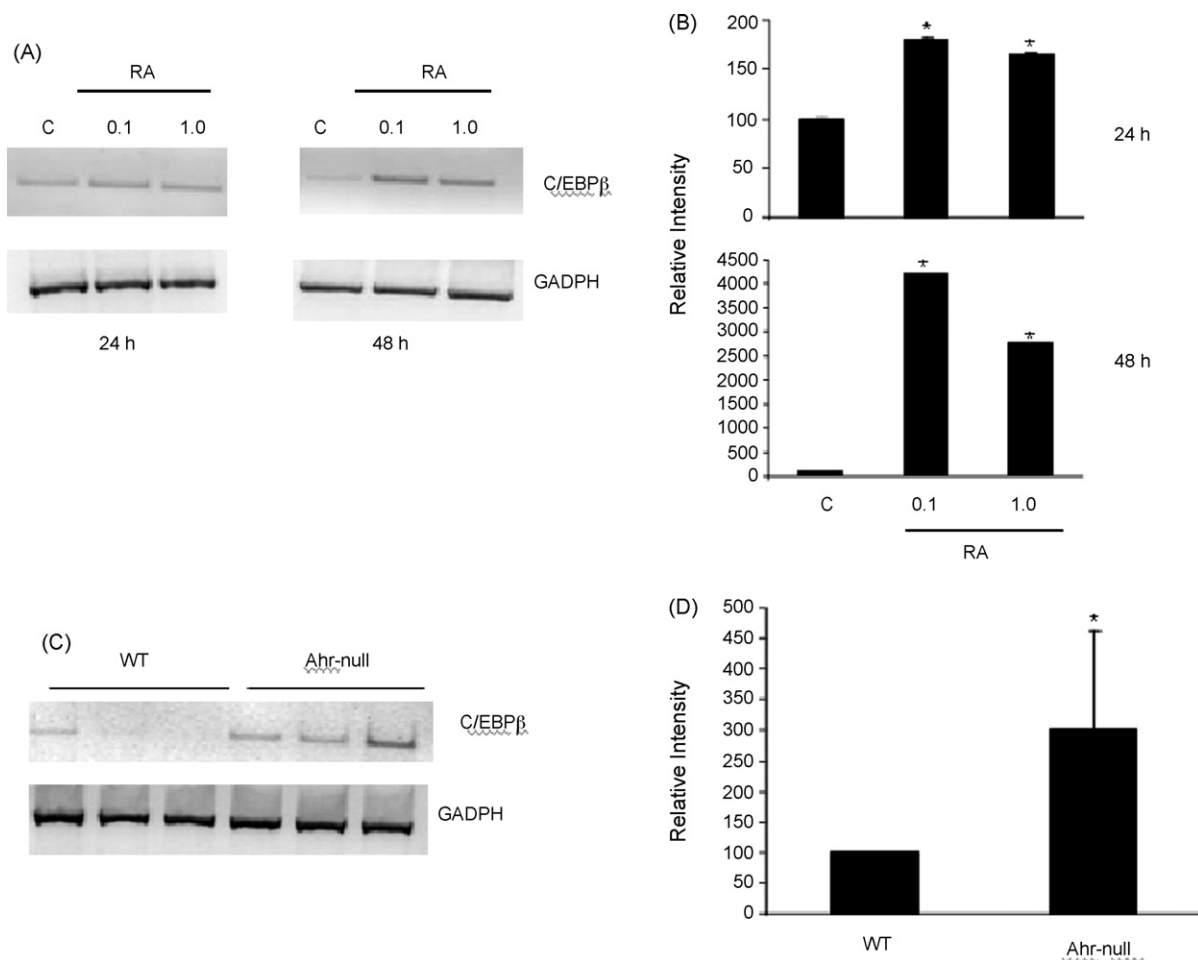 (A)
RA
RA
C 0.1 1.0
C 0.1 1.0
C/EBPβ
GADPH
24 h
48 h
(B)
Relative Intensity
200
150
100
50
0
24 h
4500
4000
3500
3000
2500
2000
1500
1000
500
0
48 h
*
*
*
*
C 0.1 1.0
RA
(C)
WT Ahr-null
C/EBPβ
GADPH
(D)
Relative Intensity
500
450
400
350
300
250
200
150
100
50
0
*
WT Ahr-null